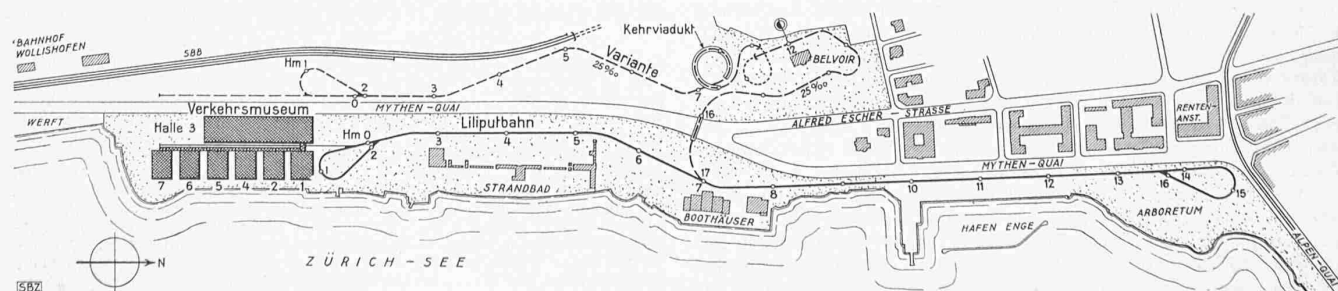 BAHNHOF
WOLLISHOFEN
SBB
Hm 1
0
2
3
4
5
Variante
25‰
Kehrviadukt
7
12
BELVOIR
25‰
16
MYTHEN-QUAI
ALFRED ESCHER-STRASSE
RENTEN-
ANST.
WERFT
Verkehrsmuseum
Halle 3
7
6
5
4
2
1
Hm 0
1
2
Liliputbahn
3
4
5
6
STRANDBAD
17
7
8
BOOTHÄUSER
MYTHEN-QUAI
10
11
12
13
16
14
15
ARBORETUM
HAFEN ENGE
ALPEN-QUAI
N
ZÜRICH-SEE
SBZ